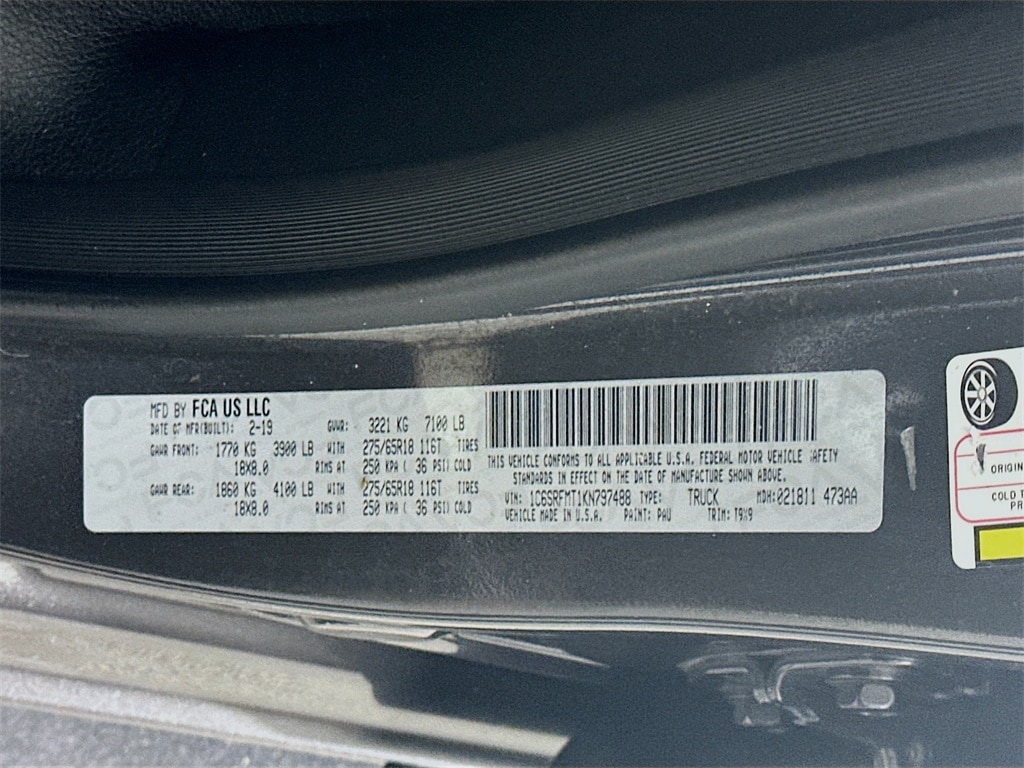 MFD BY FCA US LLC
DATE OF MFR(BUILT): 2-19 GVWR: 3221 KG 7100 LB
GAWR FRONT: 1770 KG 3900 LB WITH 275/65R18 116T TIRES
18X8.0 RIMS AT 250 KPA ( 36 PSI) COLD
GAWR REAR: 1860 KG 4100 LB WITH 275/65R18 116T TIRES
18X8.0 RIMS AT 250 KPA ( 36 PSI) COLD
THIS VEHICLE CONFORMS TO ALL APPLICABLE U.S.A. FEDERAL MOTOR VEHICLE SAFETY
STANDARDS IN EFFECT ON THE DATE OF MANUFACTURE SHOWN ABOVE.
VIN: 1C6SRFMT1KN797488 TYPE: TRUCK MDH: 021811 473AA
VEHICLE MADE IN U.S.A. PAINT: PAU TRIM: T9X9
ORIGIN
COLD T
PR